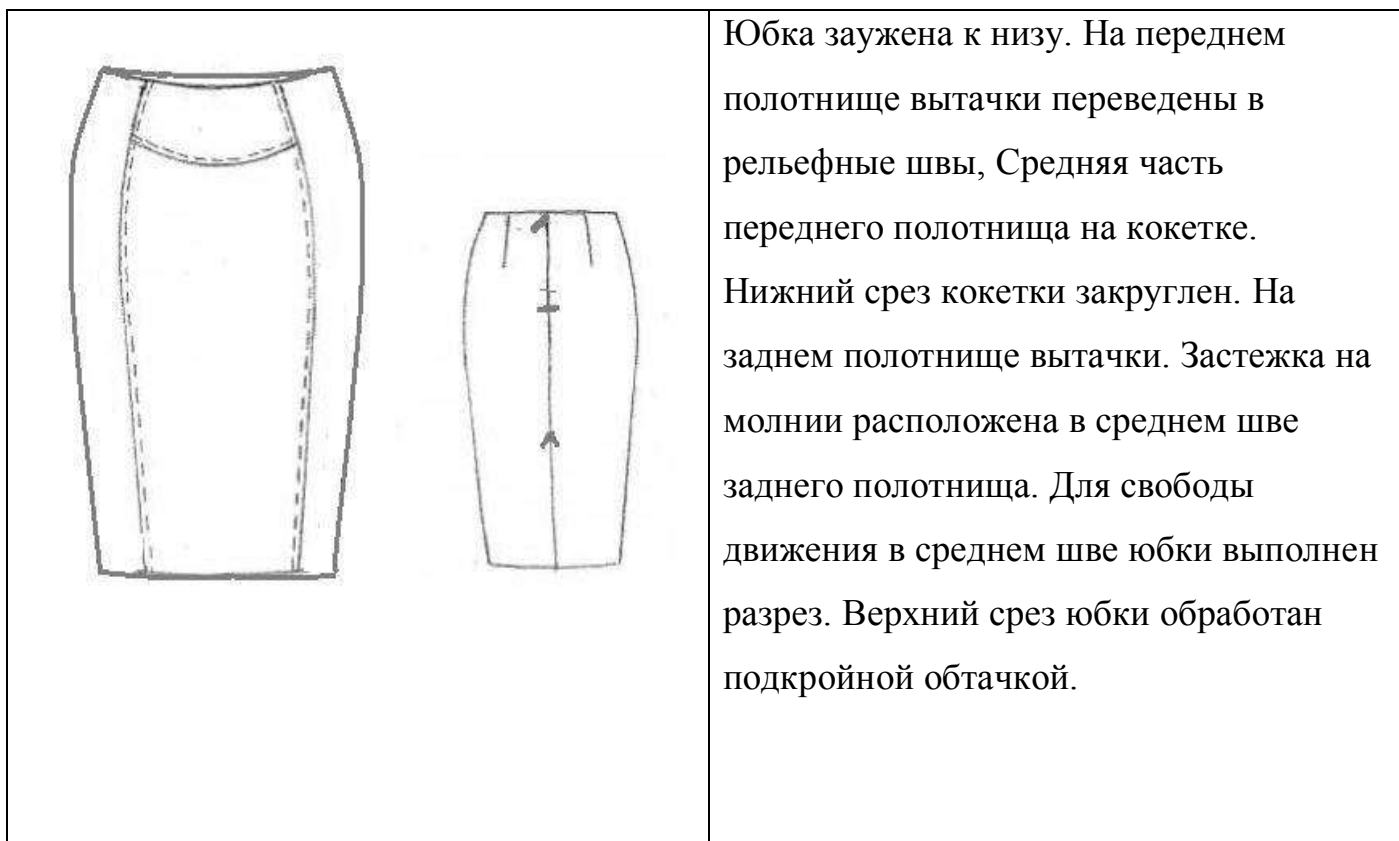 Юбка заужена к низу. На переднем
полотнище вытачки переведены в
рельефные швы, Средняя часть
переднего полотнища на кокетке.
Нижний срез кокетки закруглен. На
заднем полотнище вытачки. Застежка на
молнии расположена в среднем шве
заднего полотнища. Для свободы
движения в среднем шве юбки выполнен
разрез. Верхний срез юбки обработан
подкройной обтачкой.